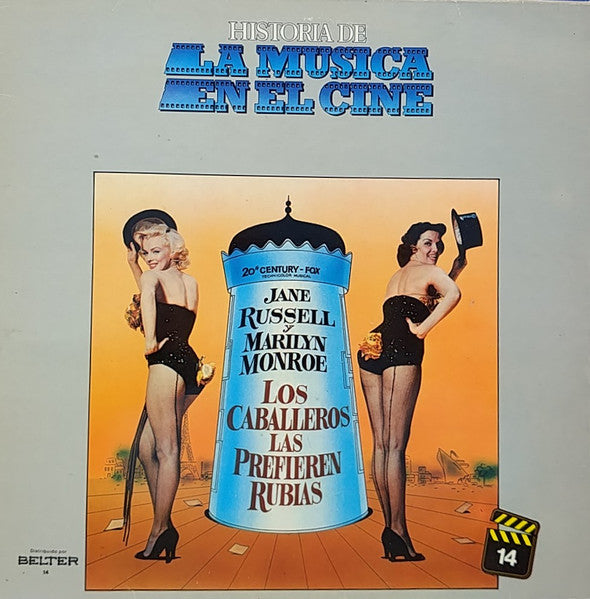 HISTORIA DE
LA MUSICA
EN EL CINE
20ª CENTURY-FOX
TECHNICOLOR MUSICAL
JANE
RUSSELL
y
MARILYN
MONROE
LOS
CABALLEROS
LAS
PREFIEREN
RUBIAS
Distribuido por
BELTER
14
14